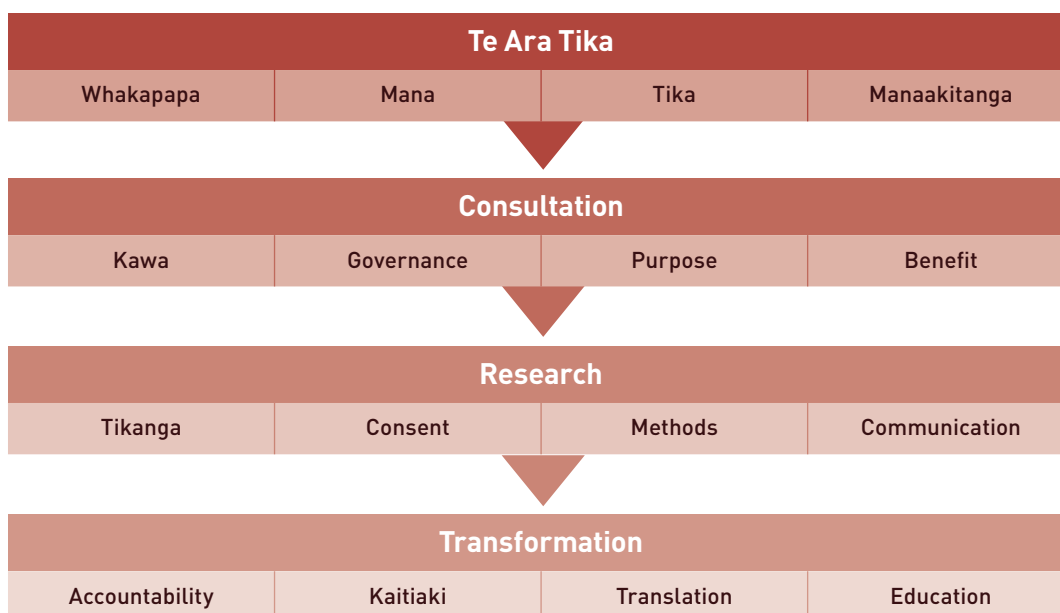 Te Ara Tika
Whakapapa Mana Tika Manaakitanga
Consultation
Kawa Governance Purpose Benefit
Research
Tikanga Consent Methods Communication
Transformation
Accountability Kaitiaki Translation Education